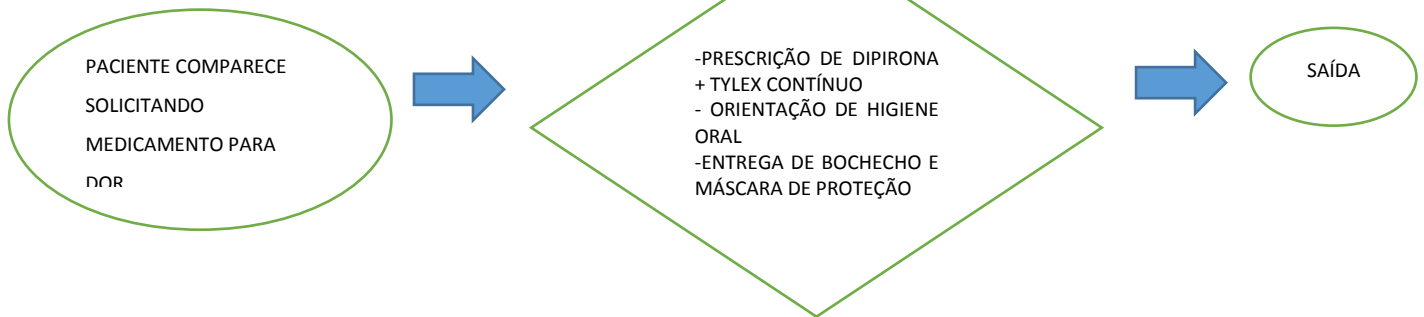 PACIENTE COMPARECE
SOLICITANDO
MEDICAMENTO PARA
DOR
-PRESCRIÇÃO DE DIPIRONA
+ TYLEX CONTÍNUO
- ORIENTAÇÃO DE HIGIENE
ORAL
-ENTREGA DE BOCHECHO E
MÁSCARA DE PROTEÇÃO
SAÍDA